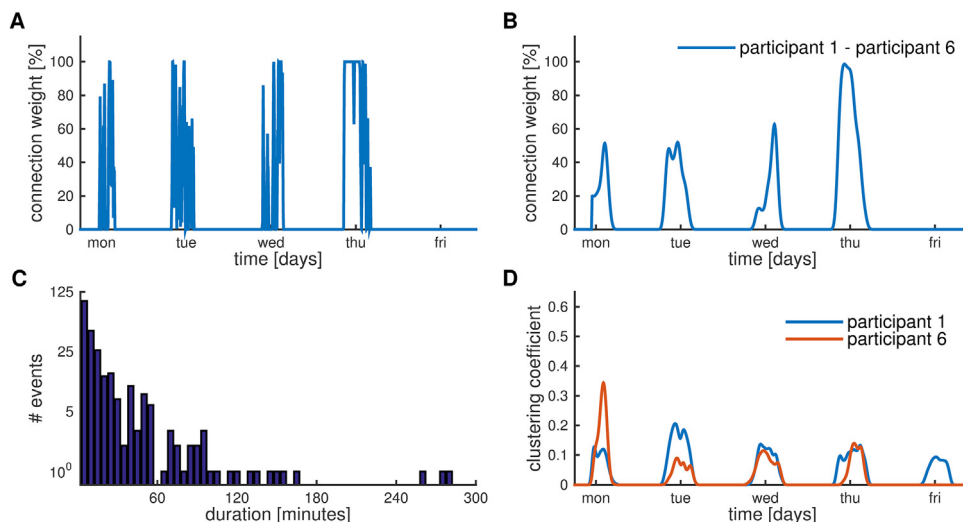 A
connection weight [%]
100
80
60
40
20
0
mon tue wed thu fri
time [days]
B
connection weight [%]
participant 1 - participant 6
100
80
60
40
20
0
mon tue wed thu fri
time [days]
C
# events
125
25
5
10⁰
60 120 180 240 300
duration [minutes]
D
clustering coefficient
participant 1
participant 6
0.6
0.5
0.4
0.3
0.2
0.1
0
mon tue wed thu fri
time [days]